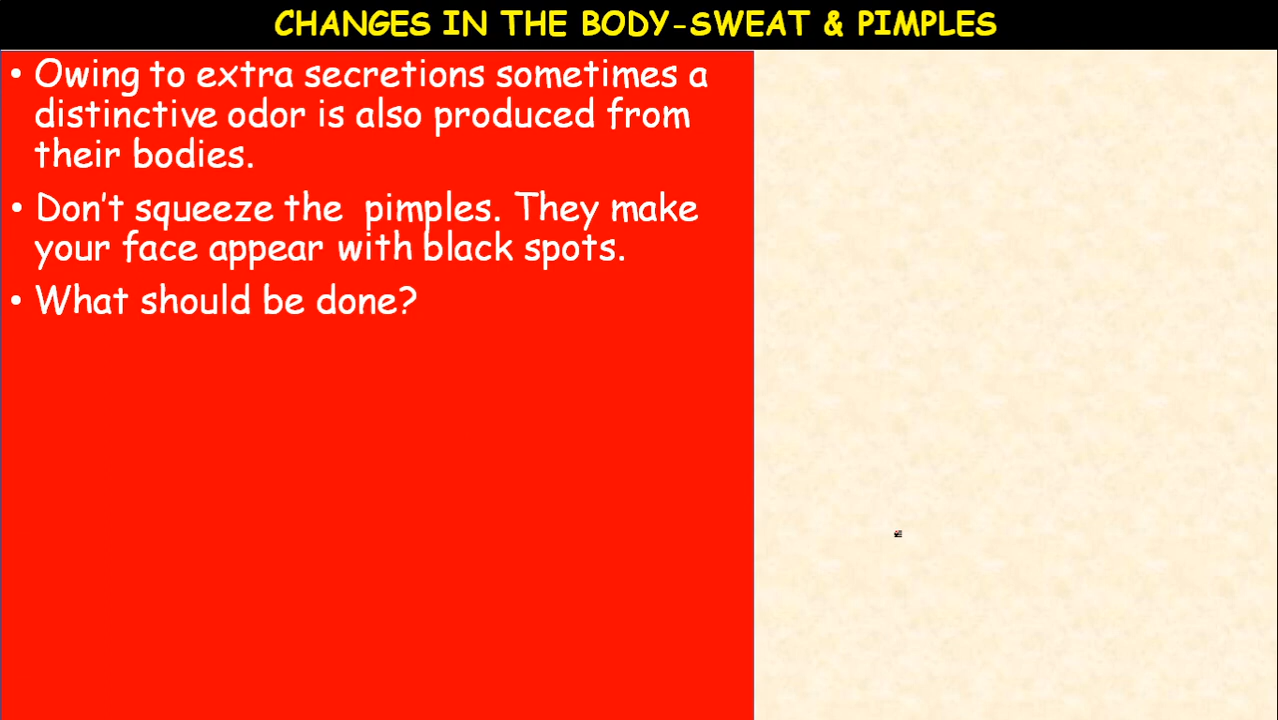 CHANGES IN THE BODY-SWEAT & PIMPLES
• Owing to extra secretions sometimes a
distinctive odor is also produced from
their bodies.
• Don't squeeze the  pimples. They make
your face appear with black spots.
• What should be done?